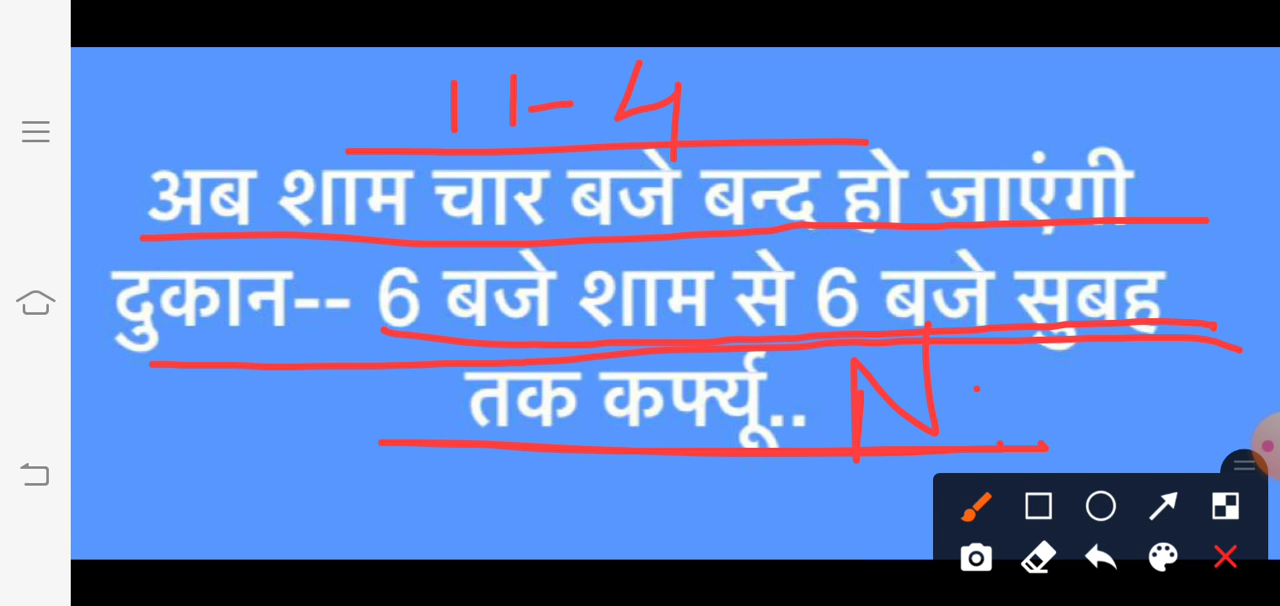 11-4
अब शाम चार बजे बन्द हो जाएंगी
दुकान-- 6 बजे शाम से 6 बजे सुबह
तक कर्फ्यू.. N